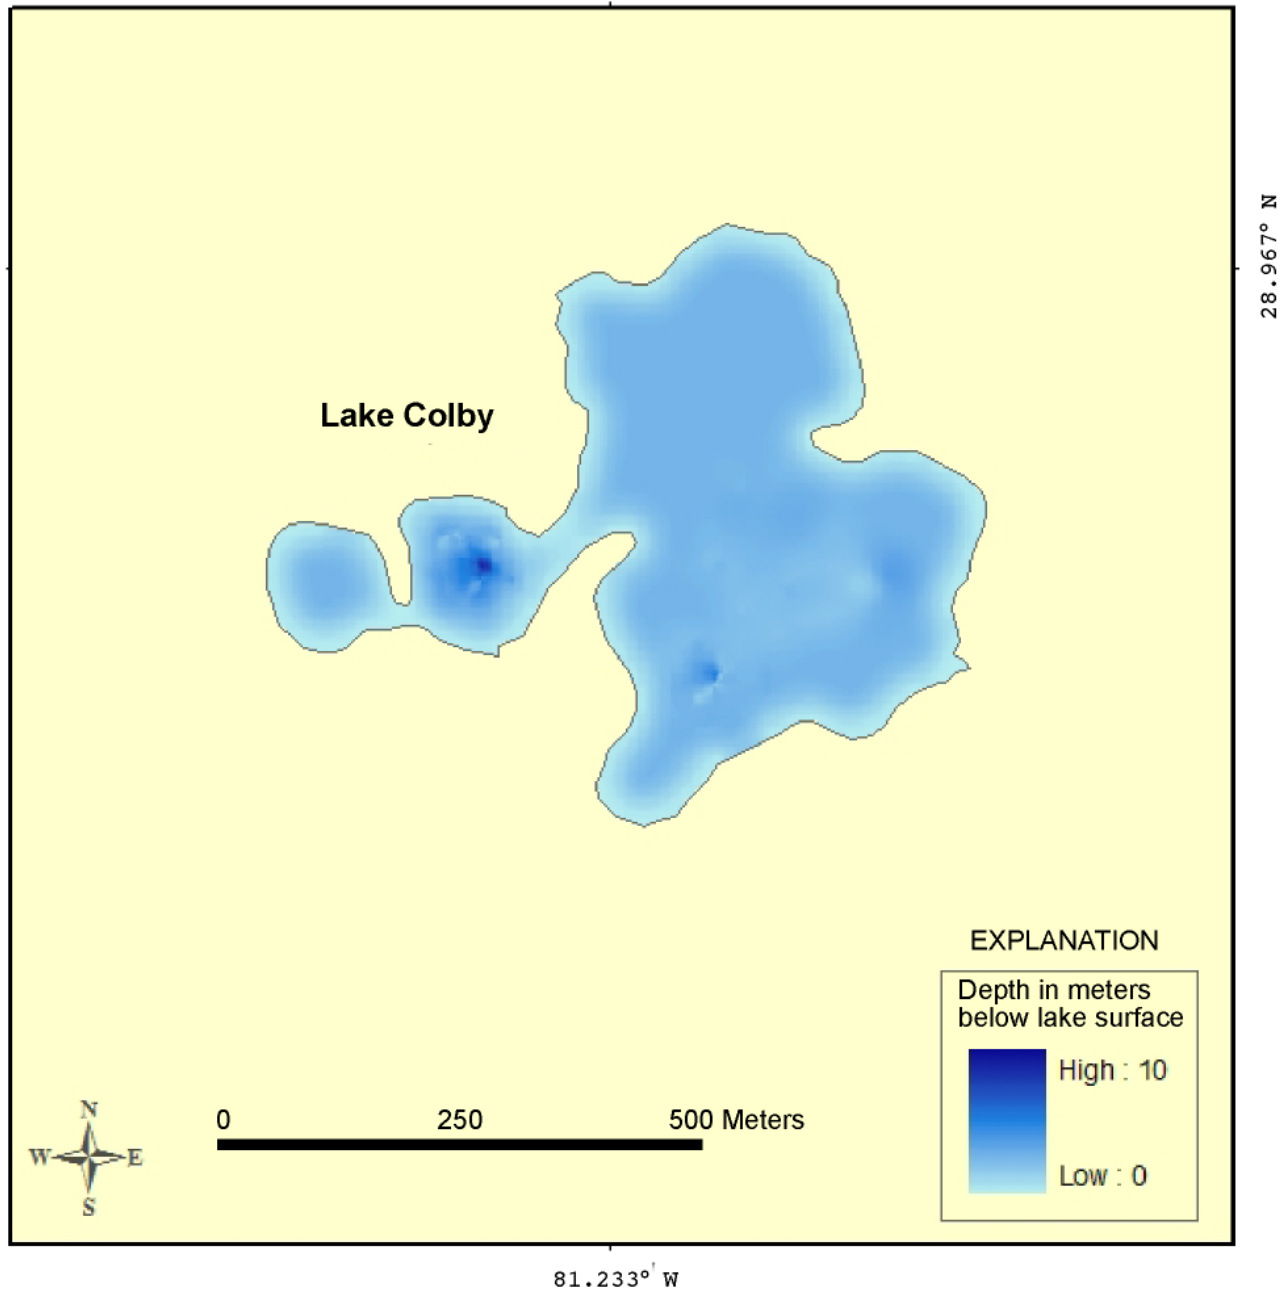 28.967° N
Lake Colby
EXPLANATION
Depth in meters
below lake surface
High : 10
Low : 0
0 250 500 Meters
N
W E
S
81.233° W